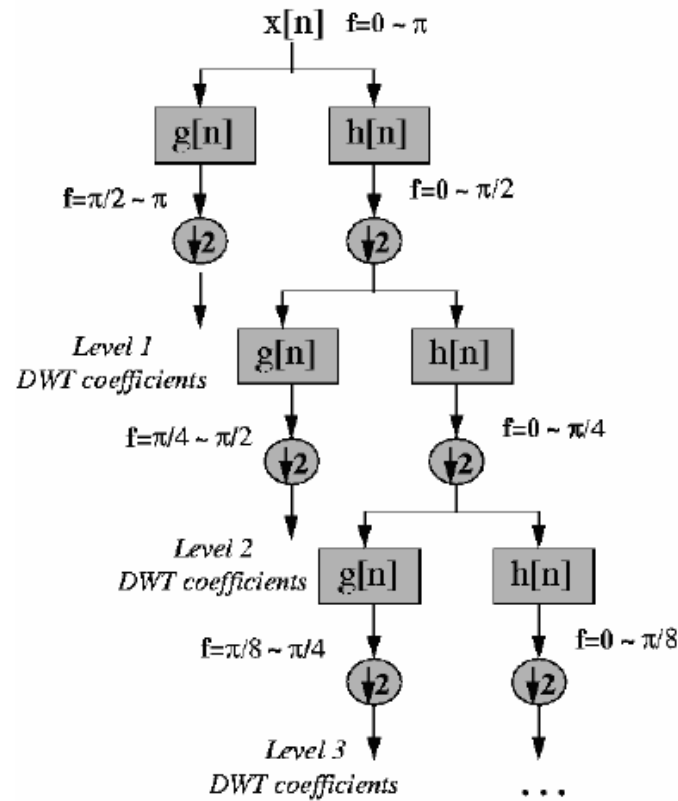 x[n] f=0 ~ π
g[n] h[n]
f=π/2 ~ π
f=0 ~ π/2
↓2 ↓2
Level 1
DWT coefficients
g[n] h[n]
f=π/4 ~ π/2
f=0 ~ π/4
↓2 ↓2
Level 2
DWT coefficients
g[n] h[n]
f=π/8 ~ π/4
f=0 ~ π/8
↓2 ↓2
Level 3
DWT coefficients
...